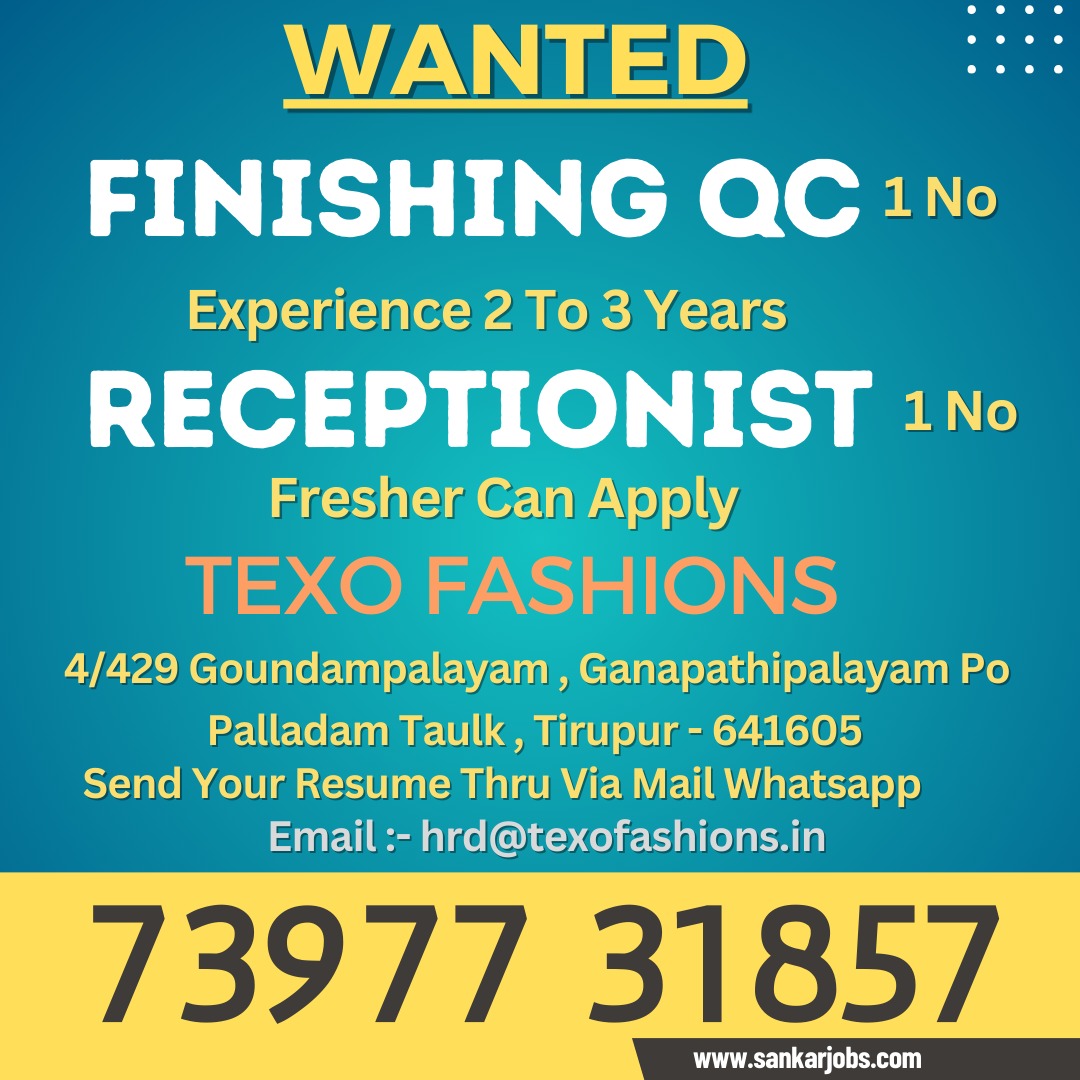 WANTED
FINISHING QC 1 No
Experience 2 To 3 Years
RECEPTIONIST 1 No
Fresher Can Apply
TEXO FASHIONS
4/429 Goundampalayam , Ganapathipalayam Po
Palladam Taulk , Tirupur - 641605
Send Your Resume Thru Via Mail Whatsapp
Email :- hrd@texofashions.in
73977 31857
www.sankarjobs.com